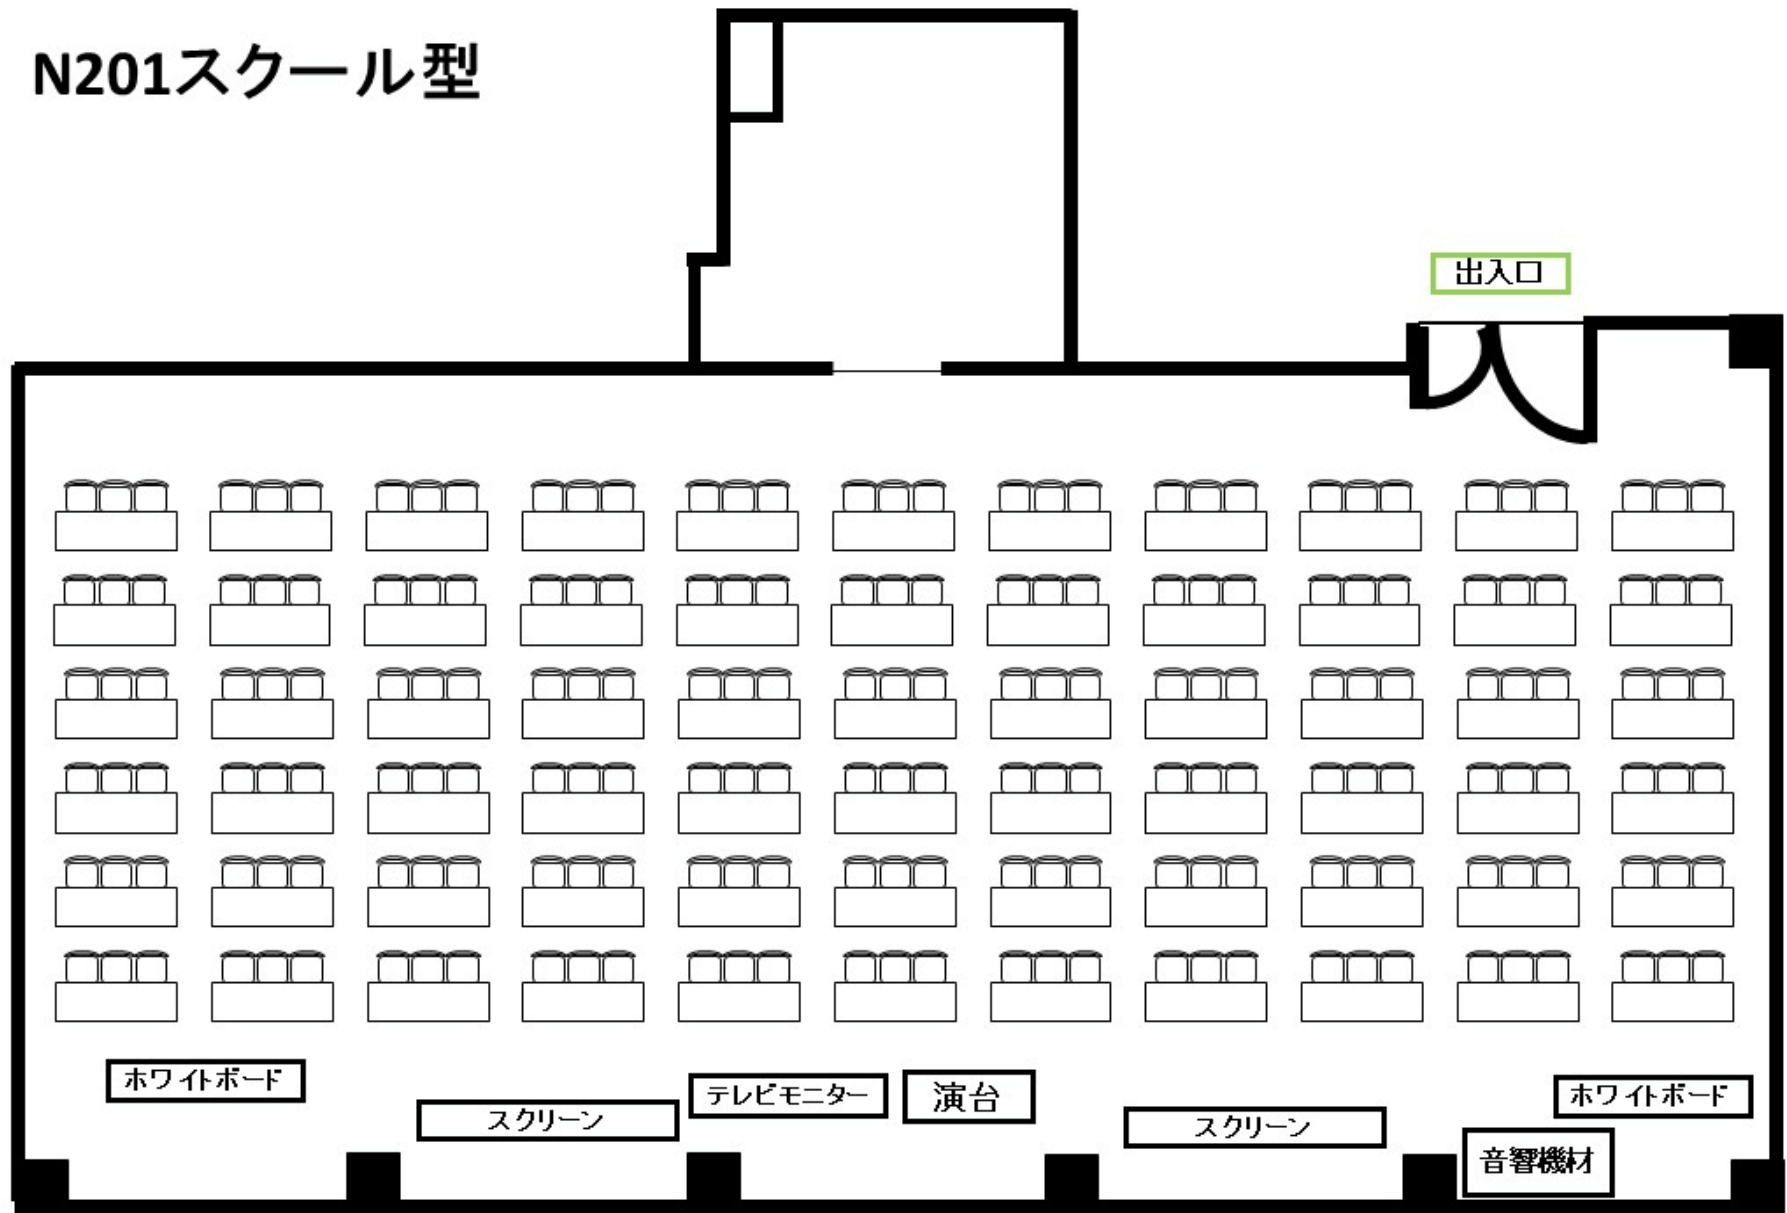 N201スクール型
出入口
ホワイトボード
スクリーン
テレビモニター
演台
スクリーン
ホワイトボード
音響機材